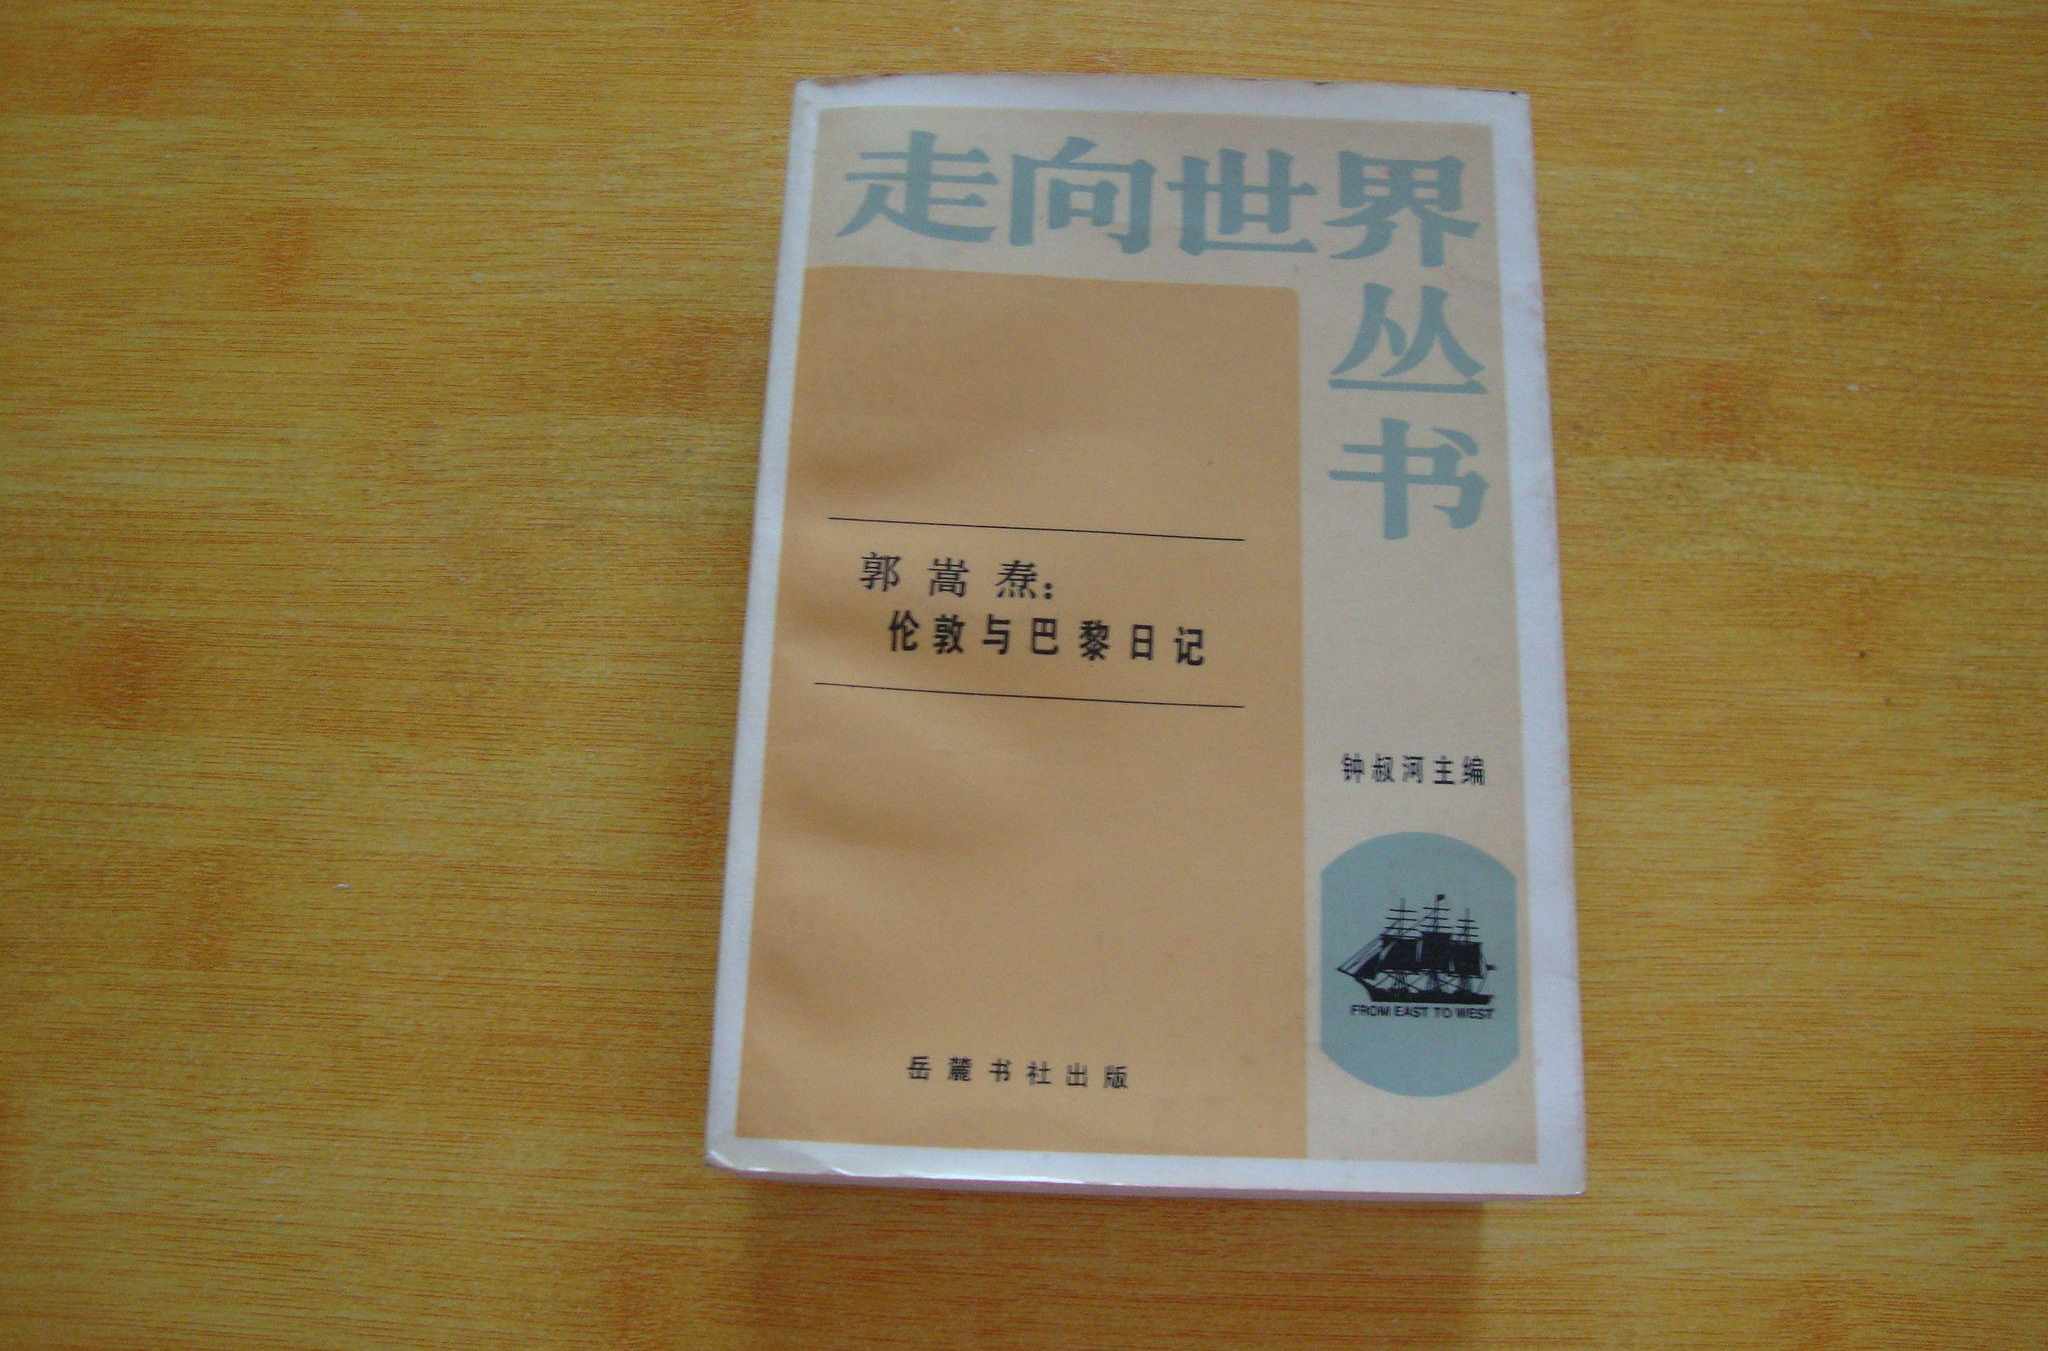 走向世界丛书
郭嵩焘：
伦敦与巴黎日记
钟叔河主编
FROM EAST TO WEST
岳麓书社出版